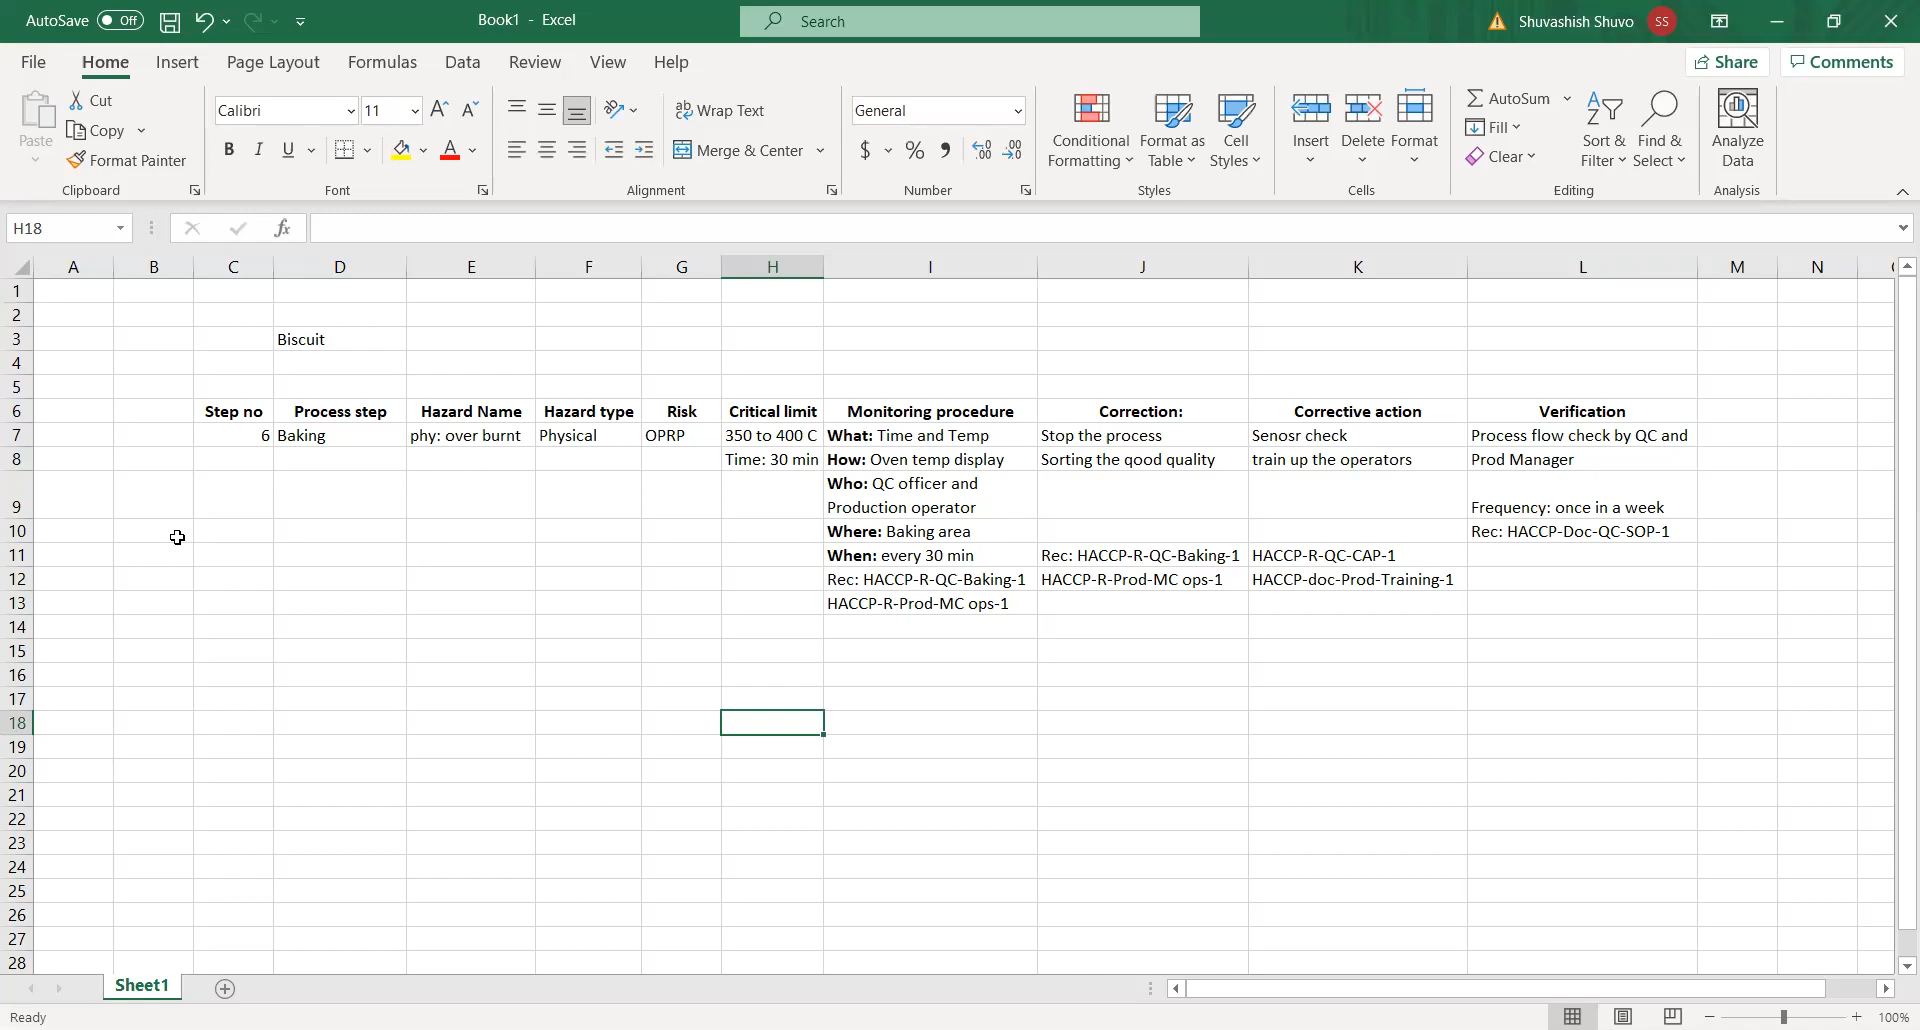 AutoSave Off Book1 - Excel Search Shuvashish Shuvo SS
File Home Insert Page Layout Formulas Data Review View Help Share Comments
Paste
Cut
Copy
Format Painter
Clipboard
Calibri 11 A^ A˅
B I U A
Font
Wrap Text
Merge & Center
Alignment
General
$ % 9 .00
Number
Conditional Formatting
Format as Table
Cell Styles
Styles
Insert
Delete
Format
Cells
AutoSum
Fill
Clear
Sort & Filter
Find & Select
Editing
Analyze Data
Analysis
H18 fx
A B C D E F G H I J K L M N
1
2
3 Biscuit
4
5
6 Step no Process step Hazard Name Hazard type Risk Critical limit Monitoring procedure Correction: Corrective action Verification
7 6 Baking phy: over burnt Physical OPRP 350 to 400 C What: Time and Temp Stop the process Senosr check Process flow check by QC and
8 Time: 30 min How: Oven temp display Sorting the qood quality train up the operators Prod Manager
Who: QC officer and
9 Production operator Frequency: once in a week
10 Where: Baking area Rec: HACCP-Doc-QC-SOP-1
11 When: every 30 min Rec: HACCP-R-QC-Baking-1 HACCP-R-QC-CAP-1
12 Rec: HACCP-R-QC-Baking-1 HACCP-R-Prod-MC ops-1 HACCP-doc-Prod-Training-1
13 HACCP-R-Prod-MC ops-1
14
15
16
17
18
19
20
21
22
23
24
25
26
27
28
Sheet1
Ready 100%